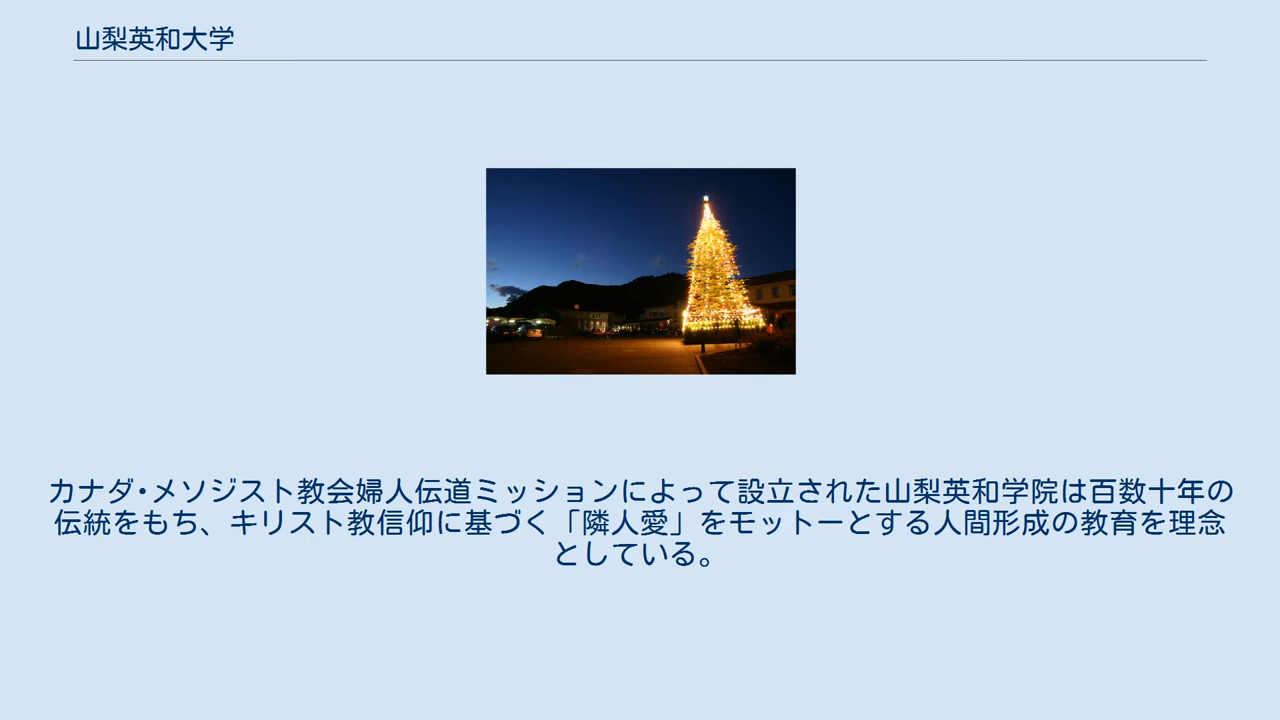 山梨英和大学
カナダ・メソジスト教会婦人伝道ミッションによって設立された山梨英和学院は百数十年の
伝統をもち、キリスト教信仰に基づく「隣人愛」をモットーとする人間形成の教育を理念
としている。